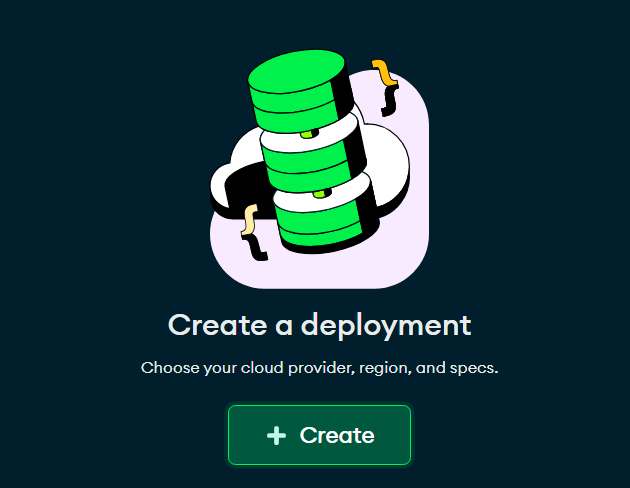 Create a deployment
Choose your cloud provider, region, and specs.
+ Create